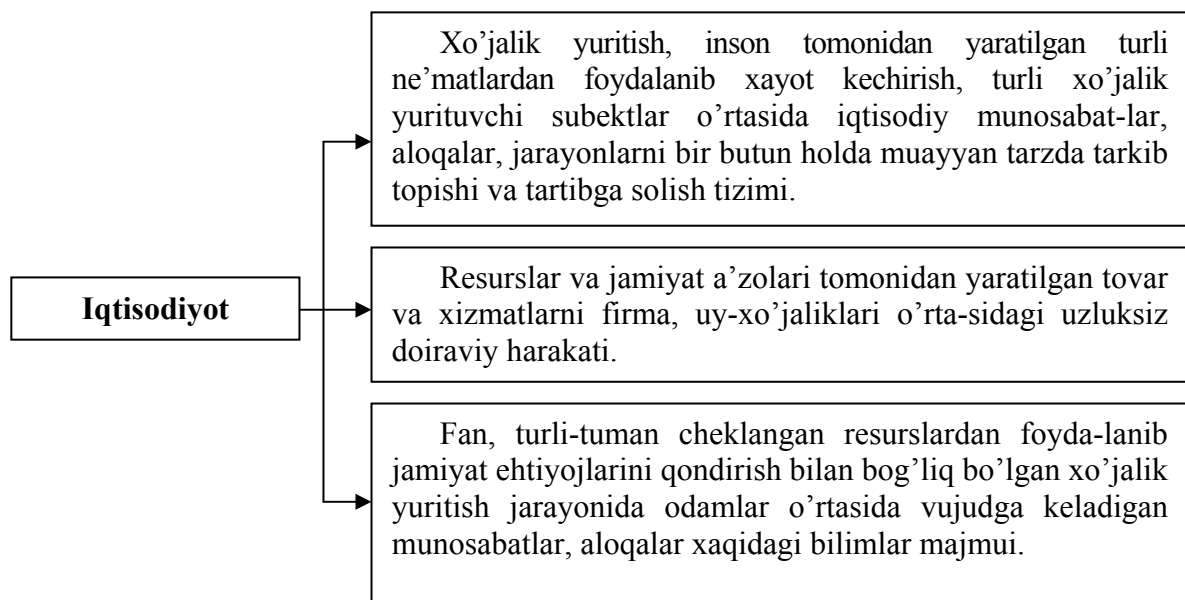 Xo’jalik yuritish, inson tomonidan yaratilgan turli
ne’matlardan foydalanib xayot kechirish, turli xo’jalik
yurituvchi subektlar o’rtasida iqtisodiy munosabat-lar,
aloqalar, jarayonlarni bir butun holda muayyan tarzda tarkib
topishi va tartibga solish tizimi.
Iqtisodiyot
Resurslar va jamiyat a’zolari tomonidan yaratilgan tovar
va xizmatlarni firma, uy-xo’jaliklari o’rta-sidagi uzluksiz
doiraviy harakati.
Fan, turli-tuman cheklangan resurslardan foyda-lanib
jamiyat ehtiyojlarini qondirish bilan bog’liq bo’lgan xo’jalik
yuritish jarayonida odamlar o’rtasida vujudga keladigan
munosabatlar, aloqalar xaqidagi bilimlar majmui.